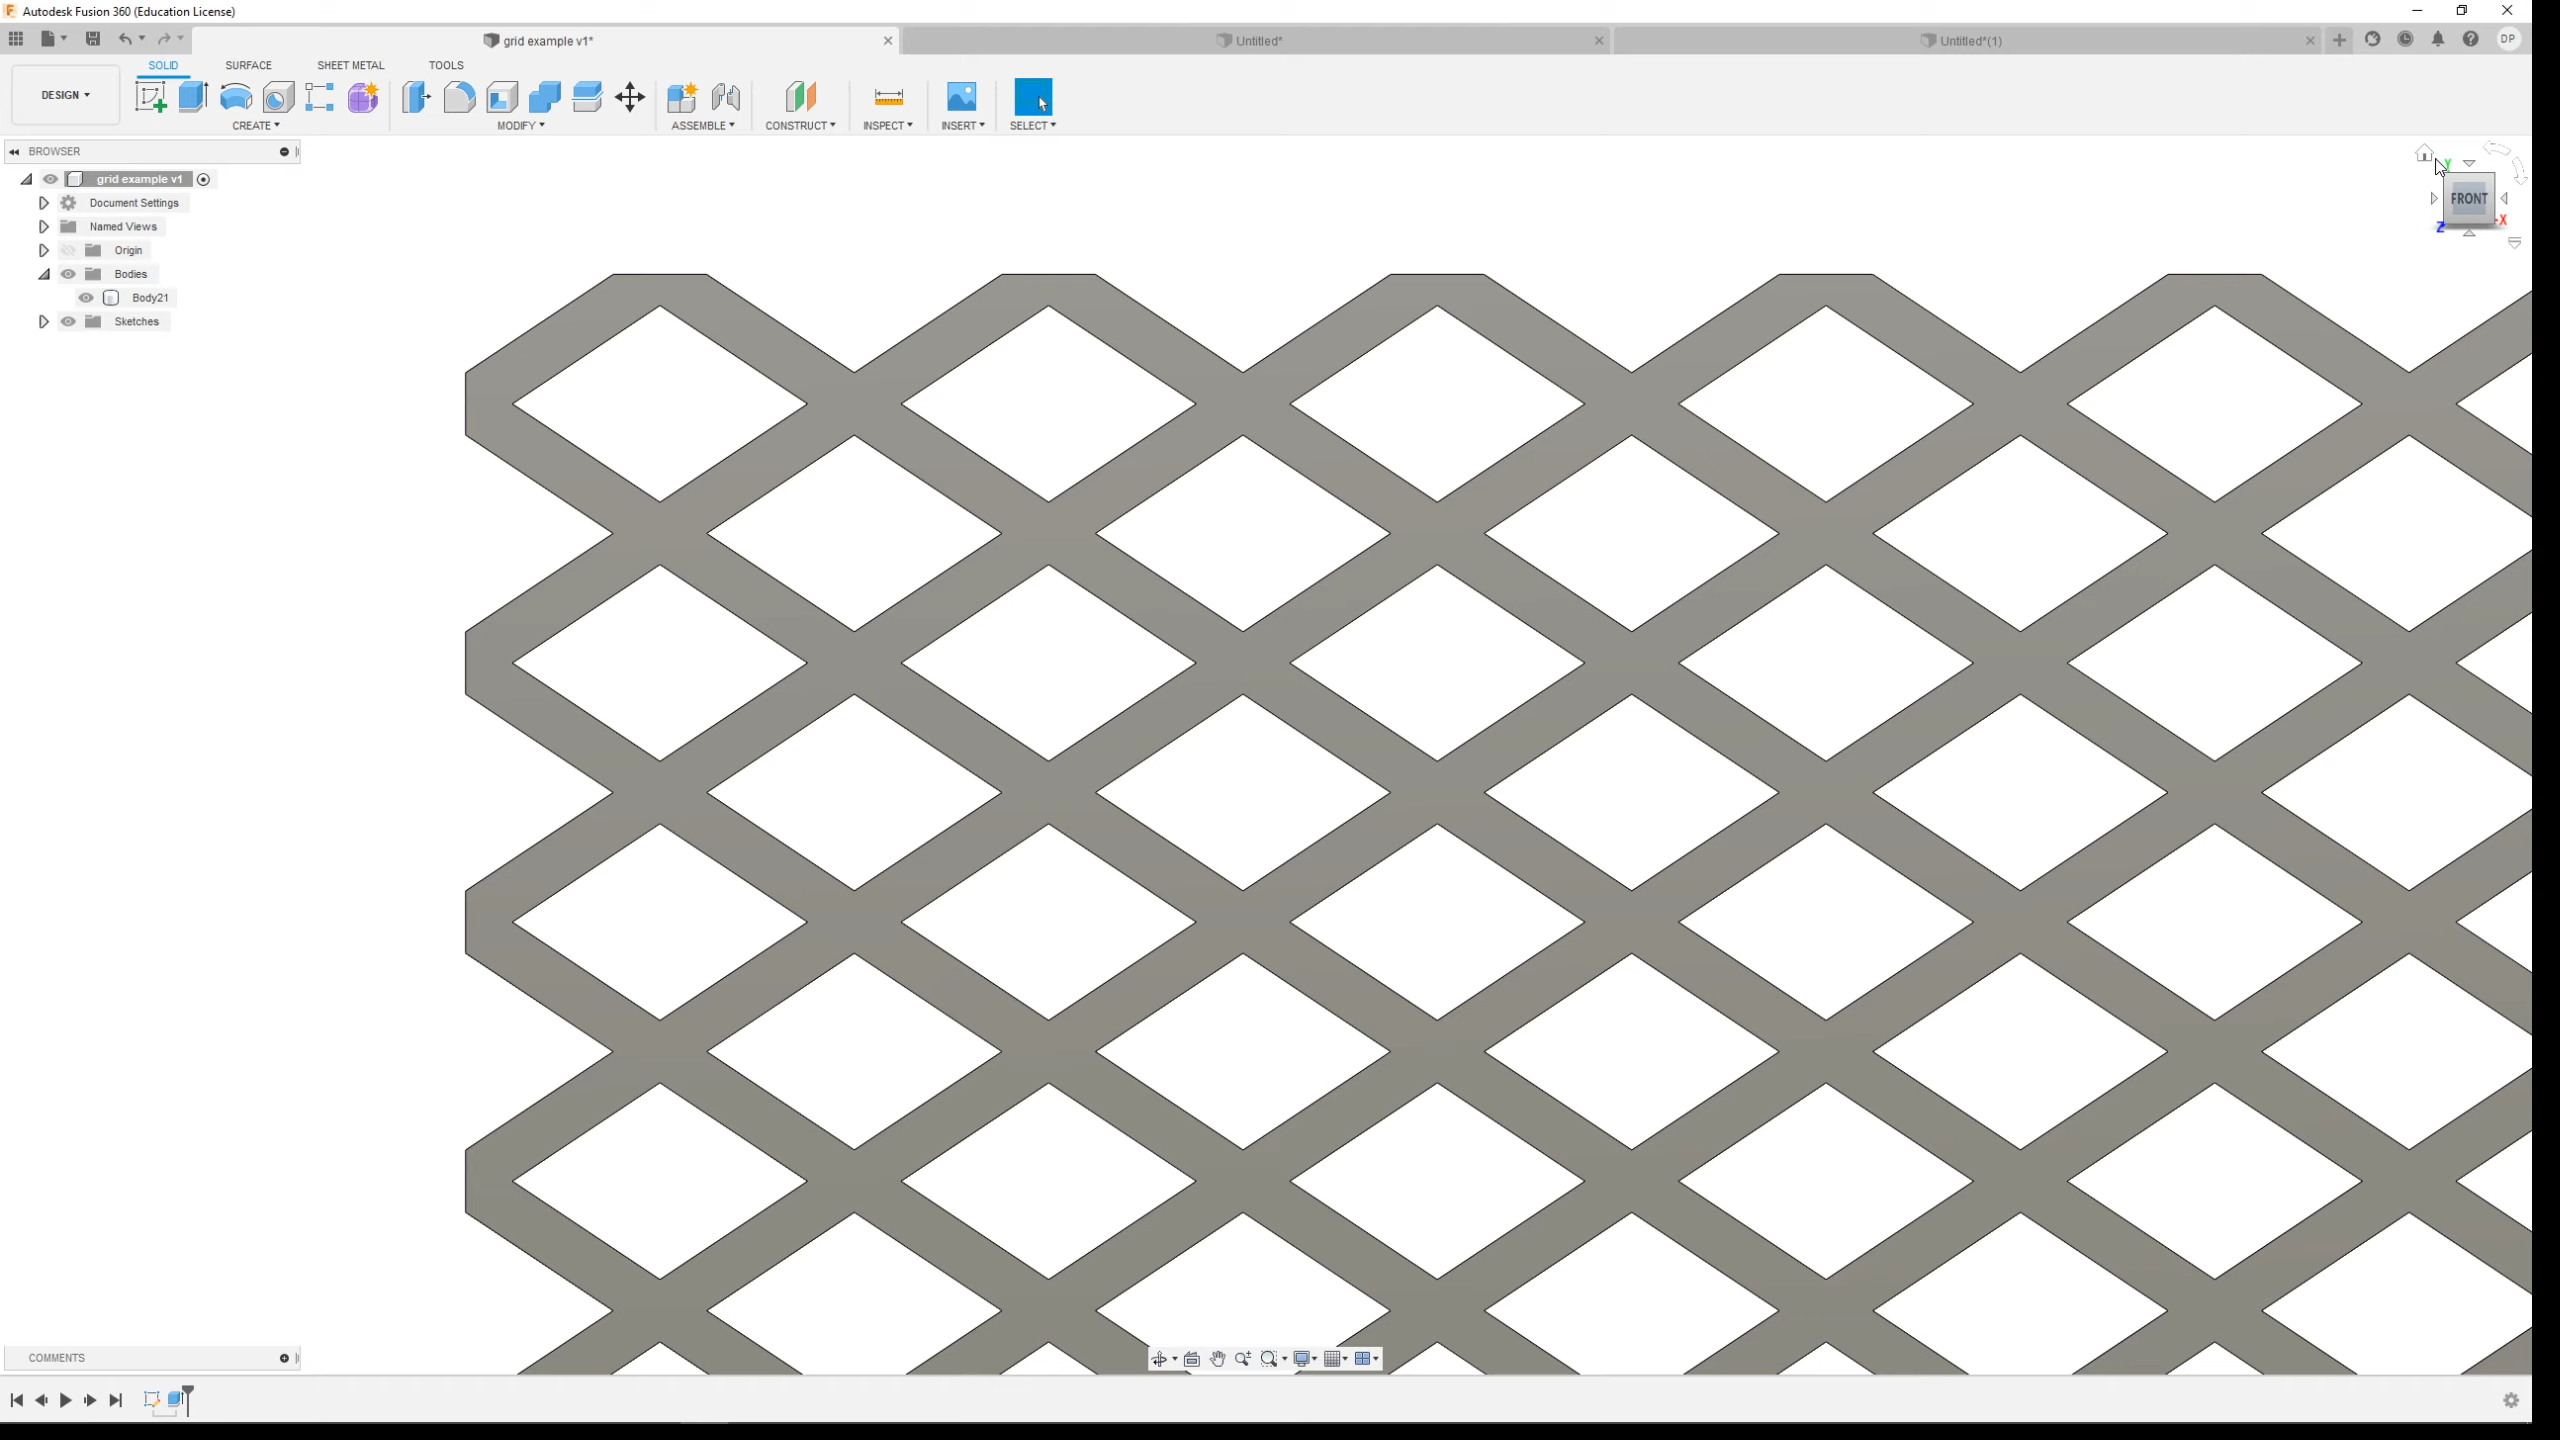 Autodesk Fusion 360 (Education License)
grid example v1*
Untitled*
Untitled*(1)
DP
SOLID
SURFACE
SHEET METAL
TOOLS
DESIGN
CREATE
MODIFY
ASSEMBLE
CONSTRUCT
INSPECT
INSERT
SELECT
BROWSER
grid example v1
Document Settings
Named Views
Origin
Bodies
Body21
Sketches
Y
FRONT
X
Z
COMMENTS